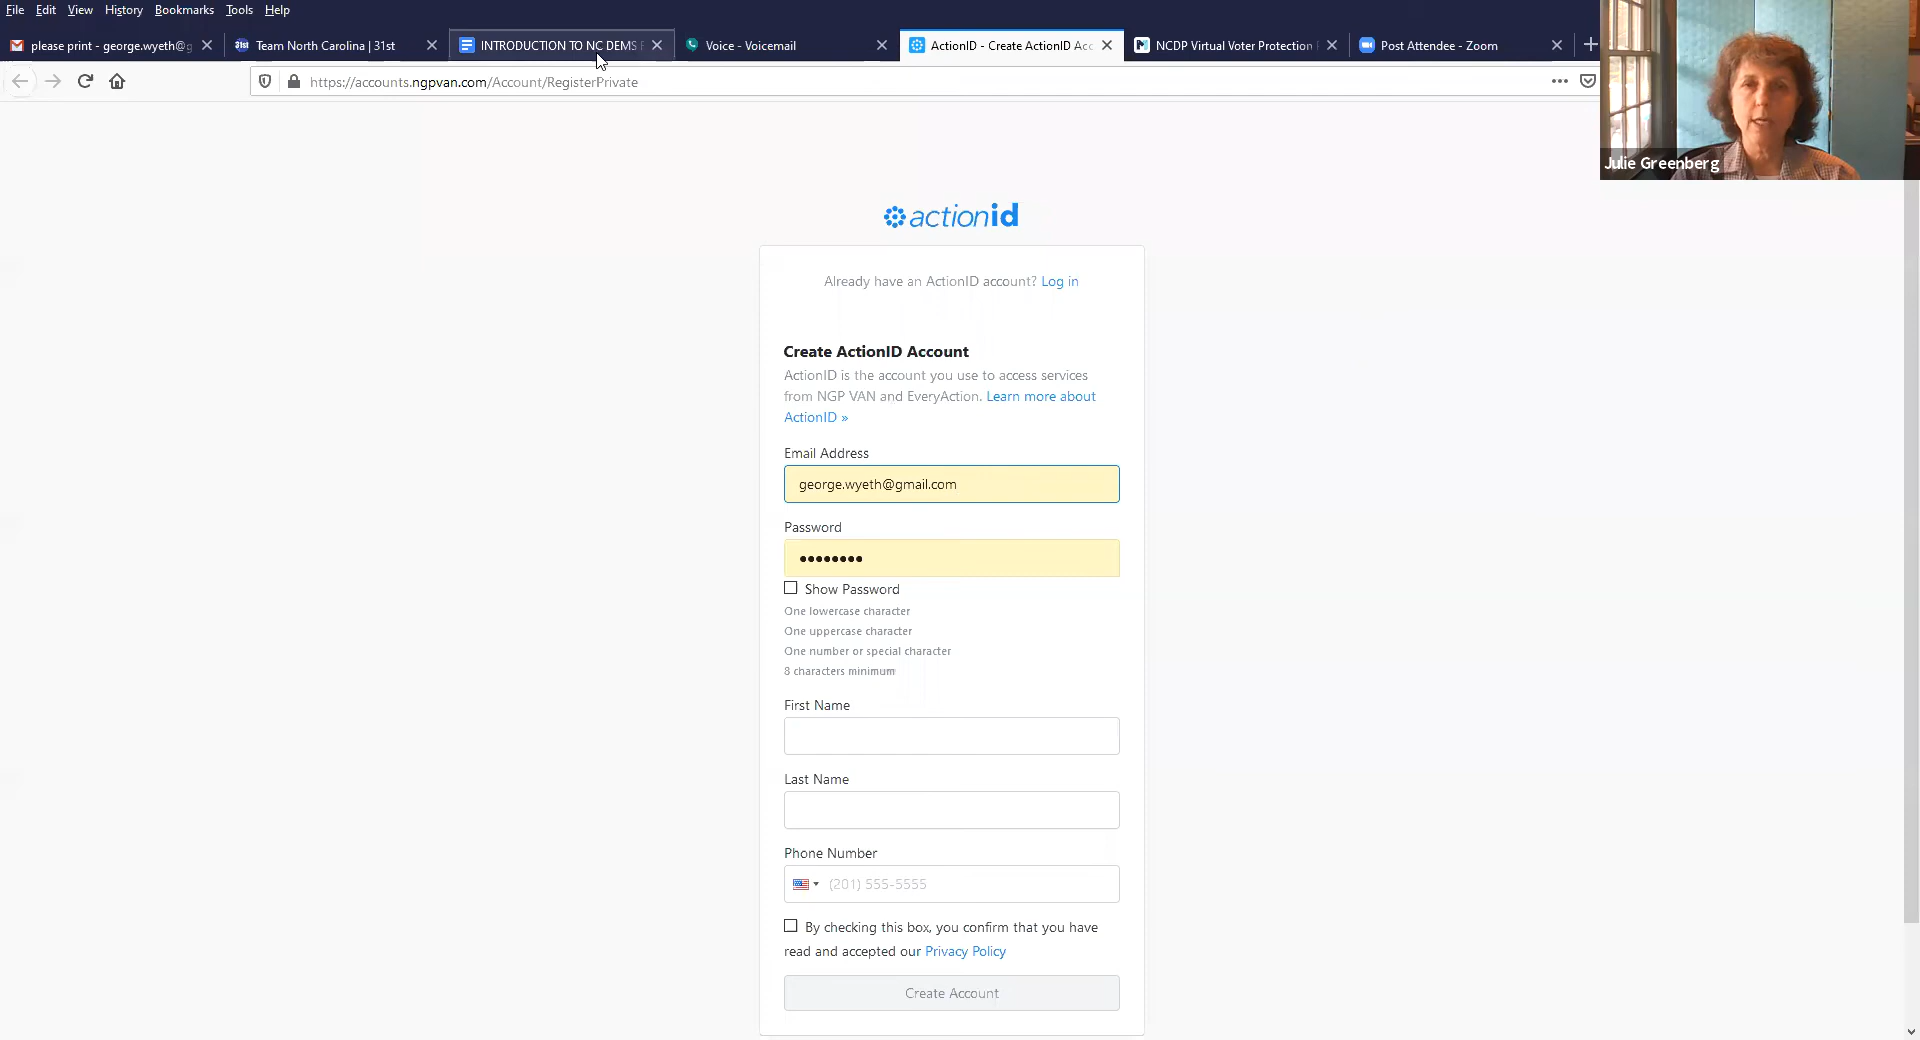 File Edit View History Bookmarks Tools Help
please print - george.wyeth@g
Team North Carolina | 31st
INTRODUCTION TO NC DEMS
Voice - Voicemail
ActionID - Create ActionID Acc
NCDP Virtual Voter Protection
Post Attendee - Zoom
https://accounts.ngpvan.com/Account/RegisterPrivate
Julie Greenberg
actionid
Already have an ActionID account? Log in
Create ActionID Account
ActionID is the account you use to access services
from NGP VAN and EveryAction. Learn more about
ActionID »
Email Address
george.wyeth@gmail.com
Password
••••••••
Show Password
One lowercase character
One uppercase character
One number or special character
8 characters minimum
First Name
Last Name
Phone Number
(201) 555-5555
By checking this box, you confirm that you have
read and accepted our Privacy Policy
Create Account